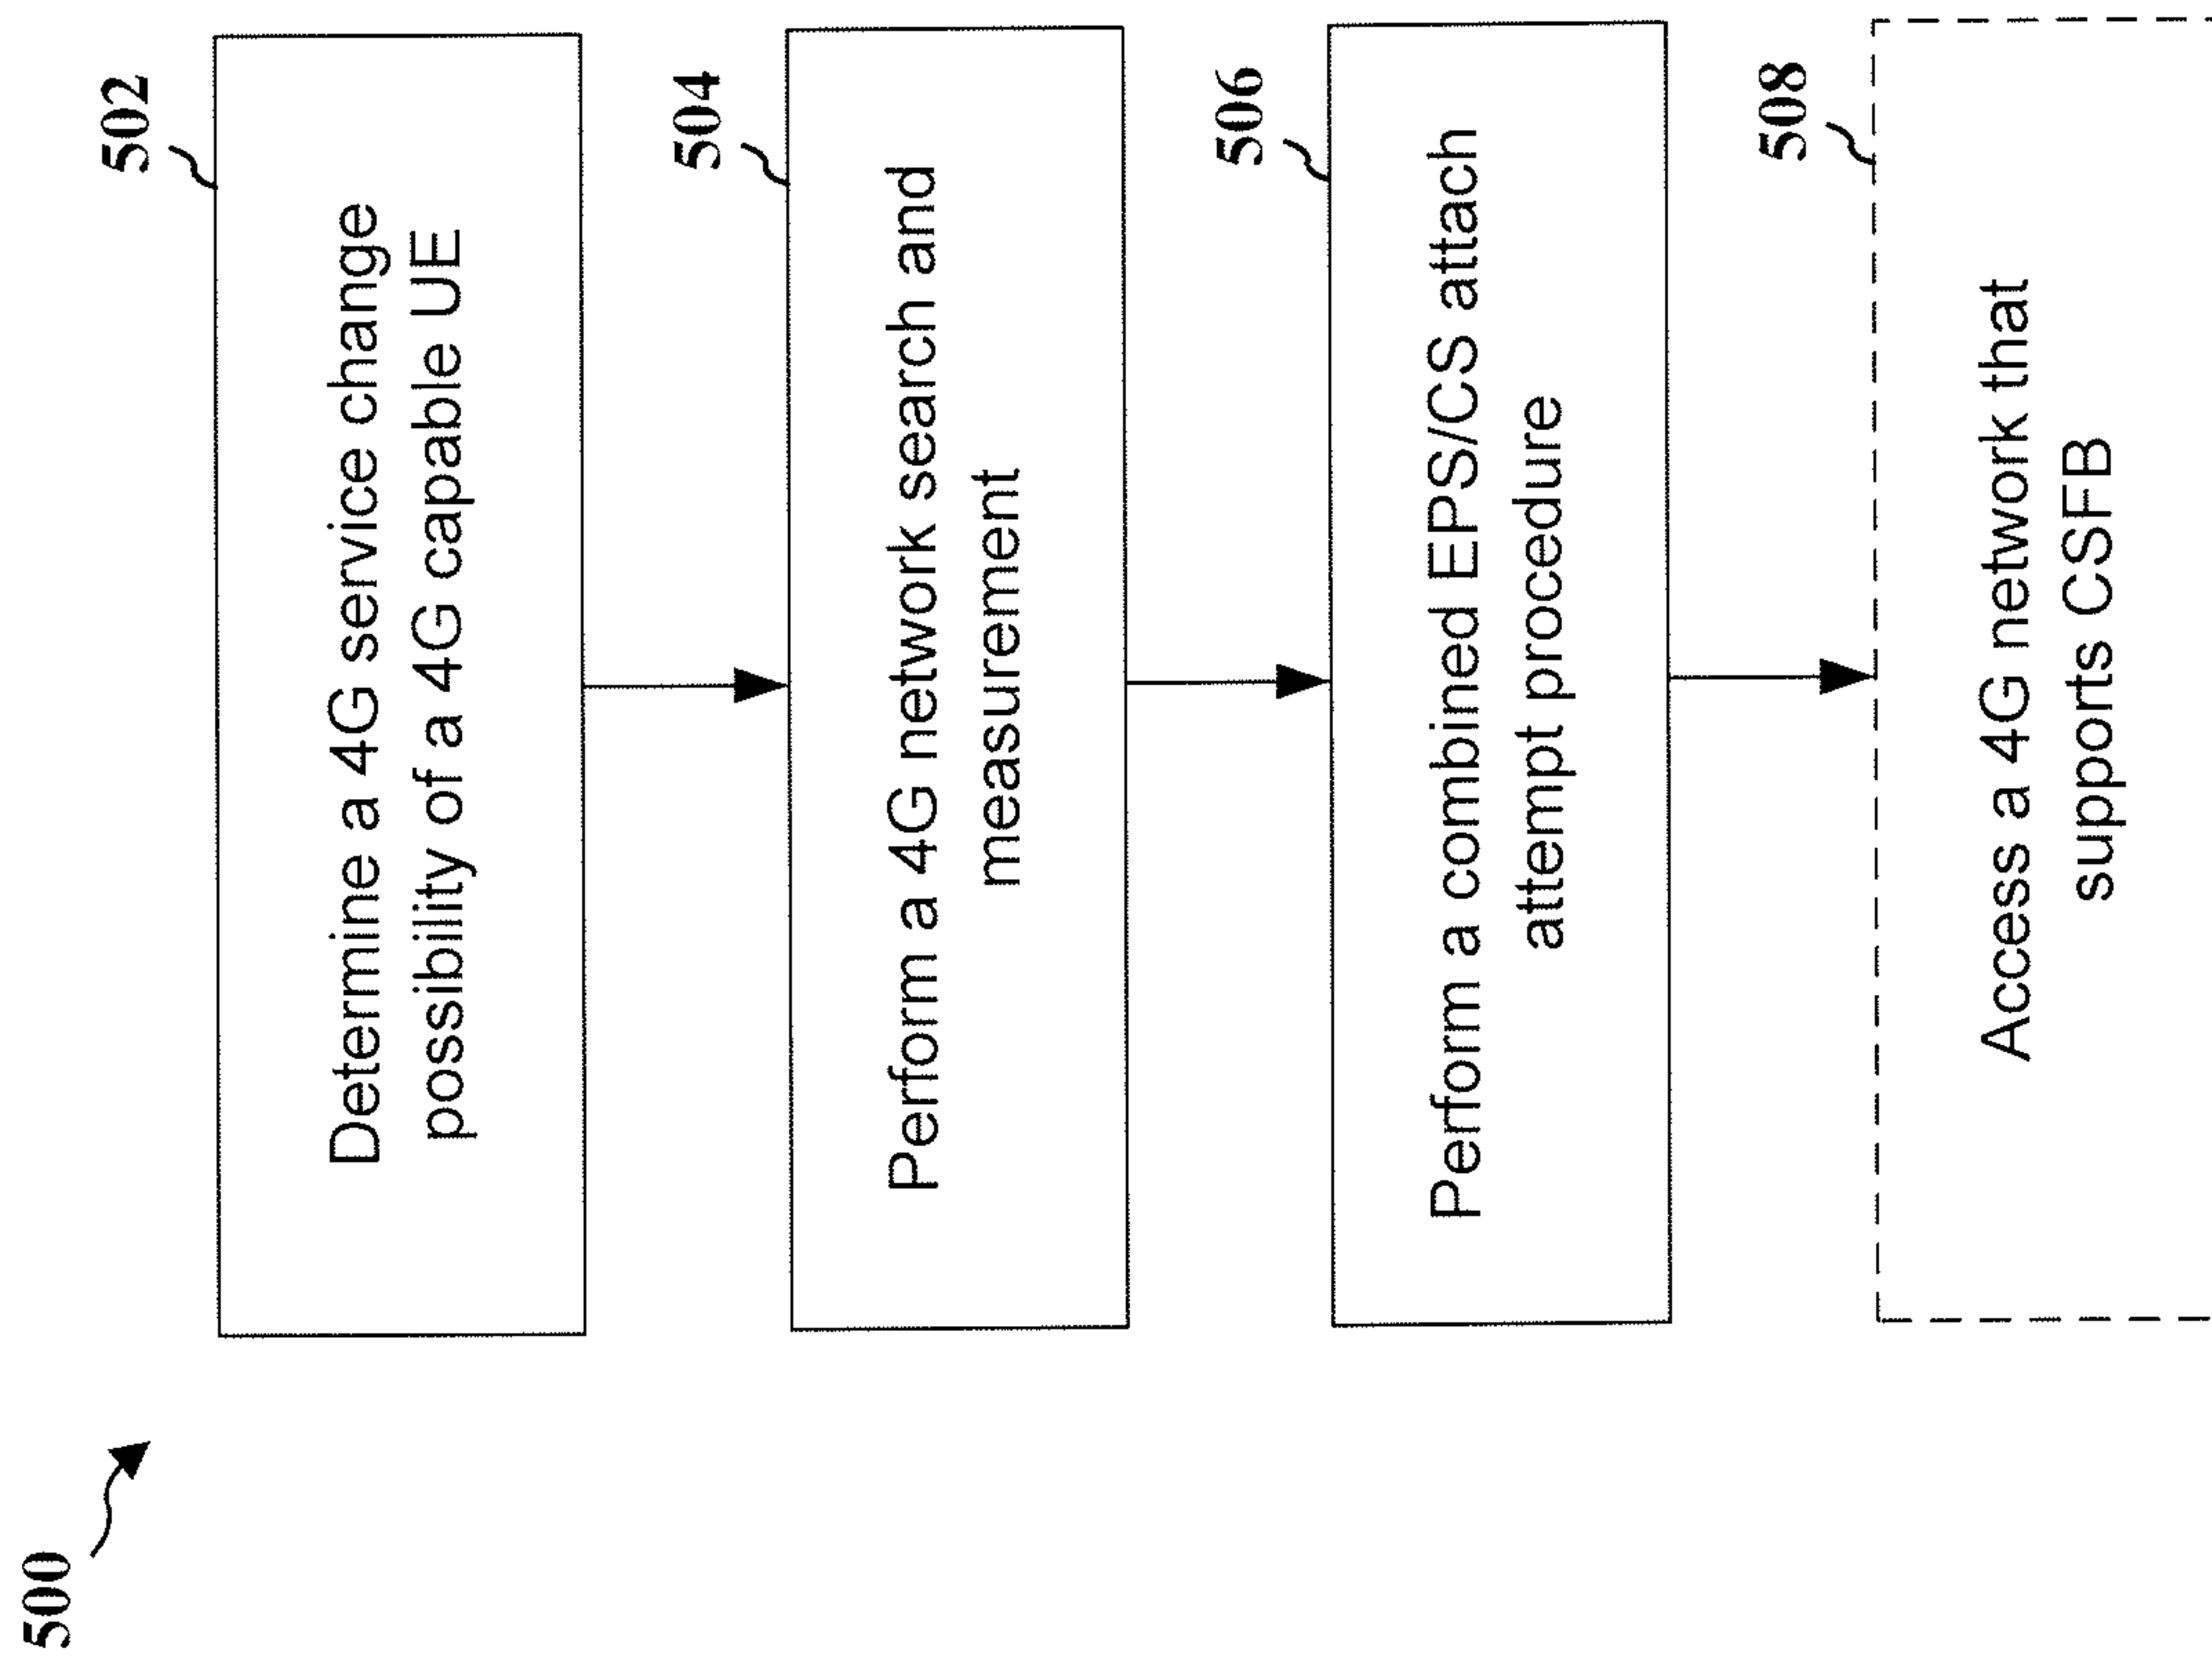 500
502
Determine a 4G service change
possibility of a 4G capable UE
504
Perform a 4G network search and
measurement
506
Perform a combined EPS/CS attach
attempt procedure
508
Access a 4G network that
supports CSFB